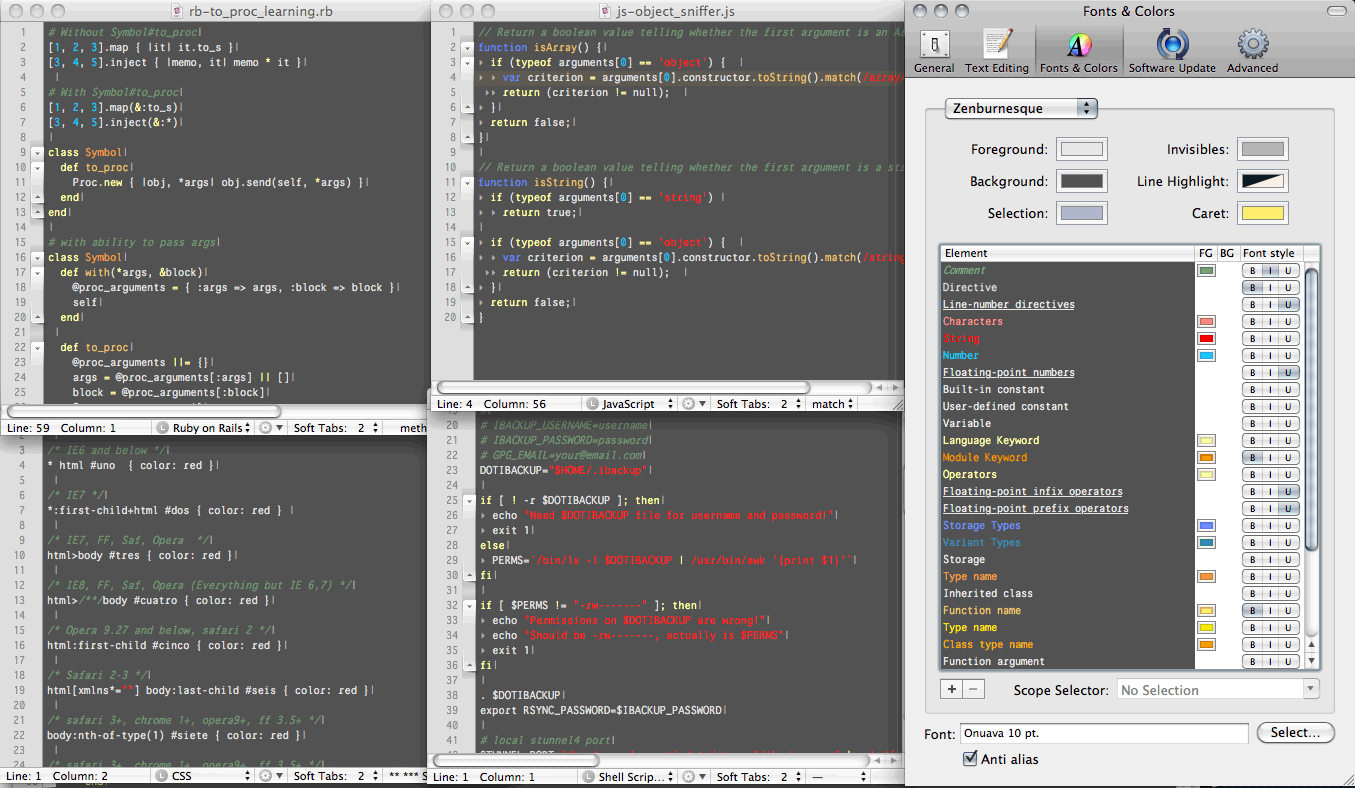 rb-to_proc_learning.rb
1 # Without Symbol#to_proc
2 [1, 2, 3].map { |it| it.to_s }
3 [3, 4, 5].inject { |memo, it| memo * it }
4
5 # With Symbol#to_proc
6 [1, 2, 3].map(&:to_s)
7 [3, 4, 5].inject(&:*)
8
9 class Symbol
10 def to_proc
11 Proc.new { |obj, *args| obj.send(self, *args) }
12 end
13 end
14
15 # with ability to pass args
16 class Symbol
17 def with(*args, &block)
18 @proc_arguments = { :args => args, :block => block }
19 self
20 end
21
22 def to_proc
23 @proc_arguments ||= {}
24 args = @proc_arguments[:args] || []
25 block = @proc_arguments[:block]
Line: 59 Column: 1 Ruby on Rails Soft Tabs: 2 meth
js-object_sniffer.js
1 // Return a boolean value telling whether the first argument is an A
2 function isArray() {
3 if (typeof arguments[0] == 'object') {
4 var criterion = arguments[0].constructor.toString().match(/array/
5 return (criterion != null);
6 }
7 return false;
8 }
9
10 // Return a boolean value telling whether the first argument is a st
11 function isString() {
12 if (typeof arguments[0] == 'string')
13 return true;
14
15 if (typeof arguments[0] == 'object') {
16 var criterion = arguments[0].constructor.toString().match(/string
17 return (criterion != null);
18 }
19 return false;
20 }
Line: 4 Column: 56 JavaScript Soft Tabs: 2 match
3 /* IE6 and below */
4 * html #uno { color: red }
5
6 /* IE7 */
7 *:first-child+html #dos { color: red }
8
9 /* IE7, FF, Saf, Opera */
10 html>body #tres { color: red }
11
12 /* IE8, FF, Saf, Opera (Everything but IE 6,7) */
13 html>/**/body #cuatro { color: red }
14
15 /* Opera 9.27 and below, safari 2 */
16 html:first-child #cinco { color: red }
17
18 /* Safari 2-3 */
19 html[xmlns*=""] body:last-child #seis { color: red }
20
21 /* safari 3+, chrome 1+, opera9+, ff 3.5+ */
22 body:nth-of-type(1) #siete { color: red }
23
24 /* safari 3+, chrome 1+, opera9+, ff 3.5+ */
Line: 1 Column: 2 CSS Soft Tabs: 2 ** *** S
20 # IBACKUP_USERNAME=username
21 # IBACKUP_PASSWORD=password
22 # GPG_EMAIL=your@email.com
23 DOTIBACKUP="$HOME/.ibackup"
24
25 if [ ! -r $DOTIBACKUP ]; then
26 echo "Need $DOTIBACKUP file for username and password!"
27 exit 1
28 else
29 PERMS=`/bin/ls -l $DOTIBACKUP | /usr/bin/awk '{print $1}'`
30 fi
31
32 if [ $PERMS != "-rw-------" ]; then
33 echo "Permissions on $DOTIBACKUP are wrong!"
34 echo "Should be -rw-------, actually is $PERMS"
35 exit 1
36 fi
37
38 . $DOTIBACKUP
39 export RSYNC_PASSWORD=$IBACKUP_PASSWORD
40
41 # local stunnel4 port
Line: 1 Column: 1 Shell Scrip... Soft Tabs: 2 —
Fonts & Colors
General Text Editing Fonts & Colors Software Update Advanced
Zenburnesque
Foreground: Invisibles:
Background: Line Highlight:
Selection: Caret:
Element FG BG Font style
Comment B I U
Directive B I U
Line-number directives B I U
Characters B I U
String B I U
Number B I U
Floating-point numbers B I U
Built-in constant B I U
User-defined constant B I U
Variable B I U
Language Keyword B I U
Module Keyword B I U
Operators B I U
Floating-point infix operators B I U
Floating-point prefix operators B I U
Storage Types B I U
Variant Types B I U
Storage B I U
Type name B I U
Inherited class B I U
Function name B I U
Type name B I U
Class type name B I U
Function argument B I U
+ − Scope Selector: No Selection
Font: Onuava 10 pt. Select...
Anti alias